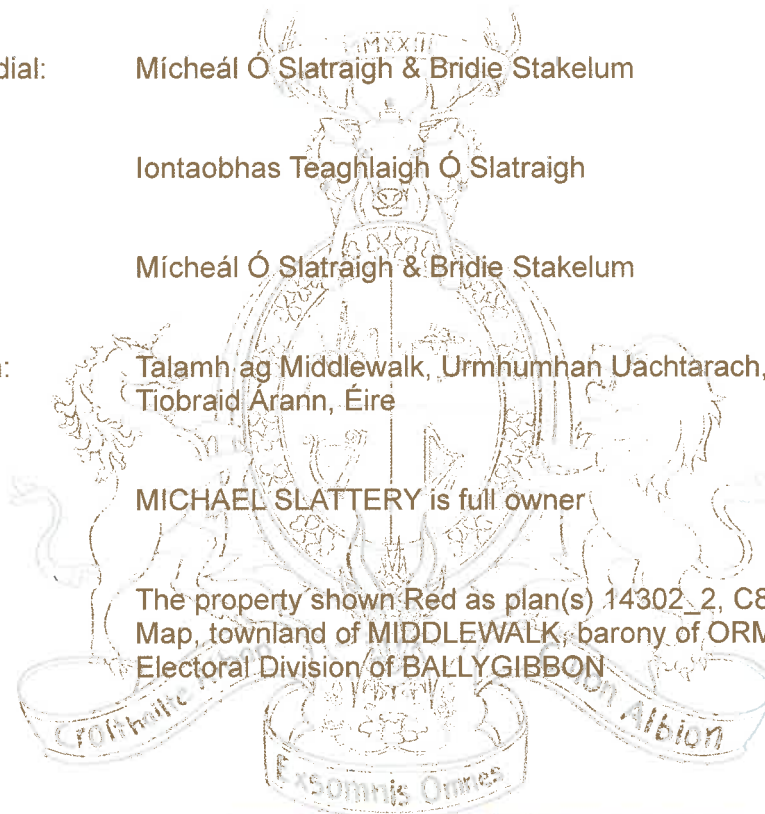 MMXXII
dial: Mícheál Ó Slatraigh & Bridie Stakelum
Iontaobhas Teaghlaigh Ó Slatraigh
Mícheál Ó Slatraigh & Bridie Stakelum
Talamh ag Middlewalk, Urmhumhan Uachtarach,
Tiobraid Árann, Éire
MICHAEL SLATTERY is full owner
The property shown Red as plan(s) 14302_2, C8
Map, townland of MIDDLEWALK, barony of ORM
Electoral Division of BALLYGIBBON
Albion
Exsomnis Omnes